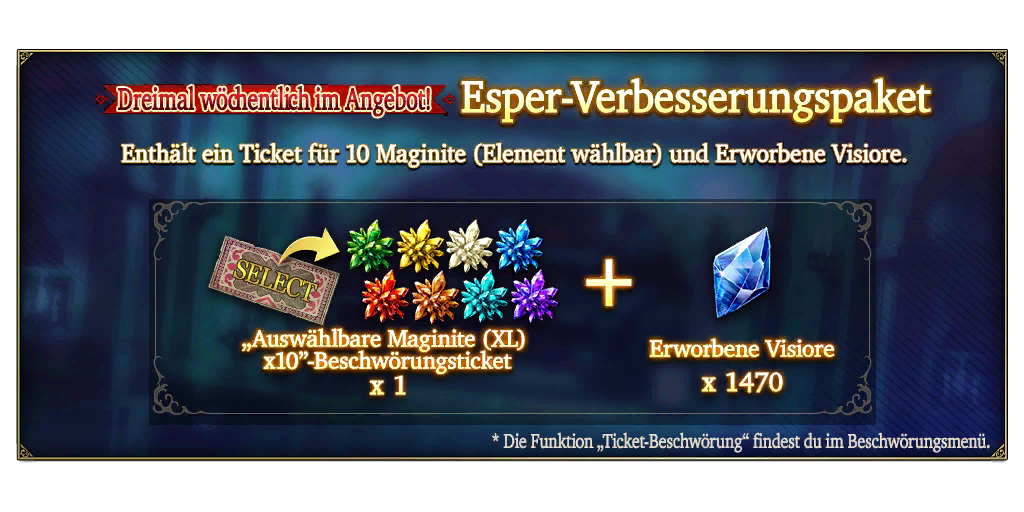 Dreimal wöchentlich im Angebot! Esper-Verbesserungspaket
Enthält ein Ticket für 10 Maginite (Element wählbar) und Erworbene Visiore.
SELECT
+
„Auswählbare Maginite (XL)
x10”-Beschwörungsticket
x 1
Erworbene Visiore
x 1470
* Die Funktion „Ticket-Beschwörung“ findest du im Beschwörungsmenü.